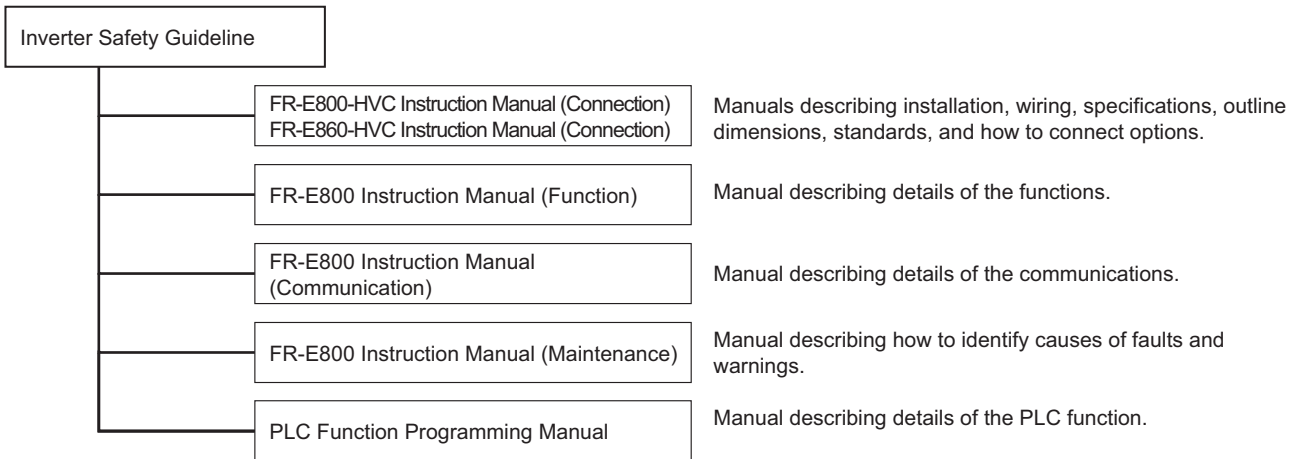 Inverter Safety Guideline
FR-E800-HVC Instruction Manual (Connection)
FR-E860-HVC Instruction Manual (Connection)
Manuals describing installation, wiring, specifications, outline
dimensions, standards, and how to connect options.
FR-E800 Instruction Manual (Function)
Manual describing details of the functions.
FR-E800 Instruction Manual
(Communication)
Manual describing details of the communications.
FR-E800 Instruction Manual (Maintenance)
Manual describing how to identify causes of faults and
warnings.
PLC Function Programming Manual
Manual describing details of the PLC function.